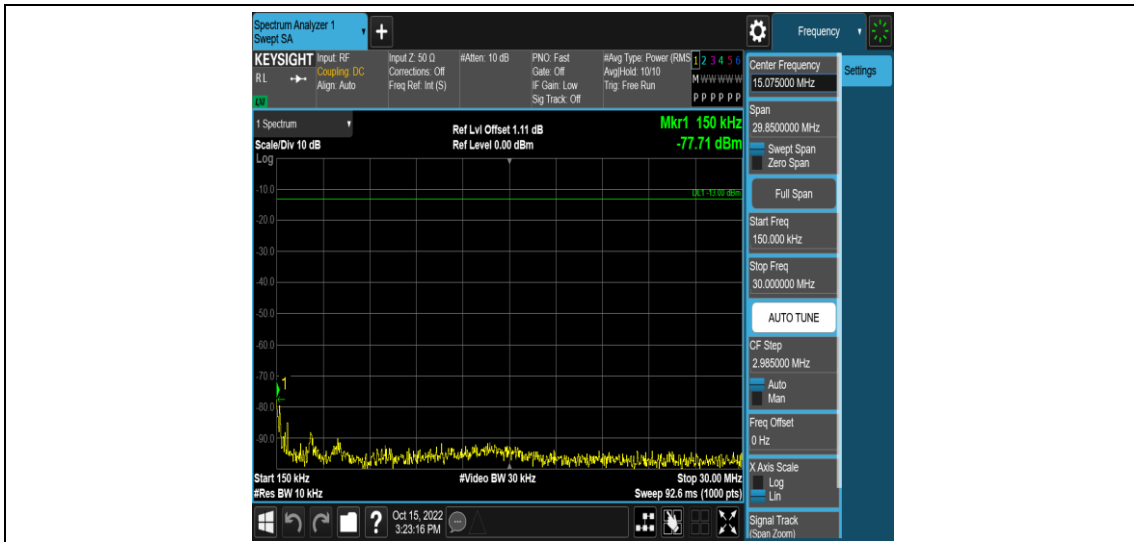 Spectrum Analyzer 1
Swept SA
+
Frequency
KEYSIGHT
Input: RF
Coupling: DC
Align: Auto
RL
LXI
Input Z: 50 Ω
Corrections: Off
Freq Ref: Int (S)
#Atten: 10 dB
PNO: Fast
Gate: Off
IF Gain: Low
Sig Track: Off
#Avg Type: Power (RMS
Avg|Hold: 10/10
Trig: Free Run
1 2 3 4 5 6
M W W W W W
P P P P P P
Center Frequency
15.075000 MHz
Settings
Span
29.8500000 MHz
Swept Span
Zero Span
Full Span
Start Freq
150.000 kHz
Stop Freq
30.000000 MHz
AUTO TUNE
CF Step
2.985000 MHz
Auto
Man
Freq Offset
0 Hz
X Axis Scale
Log
Lin
Signal Track
(Span Zoom)
1 Spectrum
Scale/Div 10 dB
Ref Lvl Offset 1.11 dB
Ref Level 0.00 dBm
Mkr1 150 kHz
-77.71 dBm
Log
DL1 -13.00 dBm
-10.0
-20.0
-30.0
-40.0
-50.0
-60.0
-70.0
1
-80.0
-90.0
Start 150 kHz
#Video BW 30 kHz
Stop 30.00 MHz
#Res BW 10 kHz
Sweep 92.6 ms (1000 pts)
?
Oct 15, 2022
3:23:16 PM